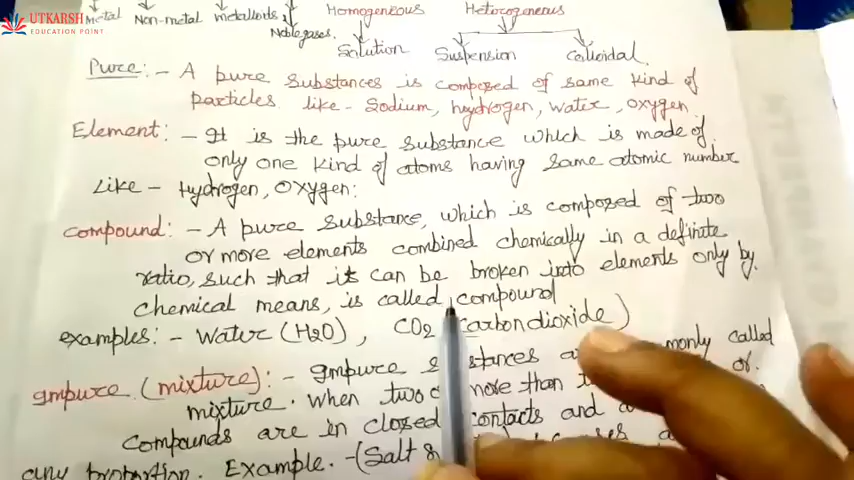 UTKARSH
EDUCATION POINT
Metal Non-metal metalloids Noble gases. Homogeneous Heterogeneous
Solution Suspension Colloidal
Pure:- A pure substances is composed of same kind of
particles like - Sodium, hydrogen, water, oxygen
Element:- It is the pure substance which is made of
only one kind of atoms having same atomic number
Like - Hydrogen, Oxygen:
Compound:- A pure substance, which is composed of two
or more elements combined chemically in a definite
ratio, such that it can be broken into elements only by
chemical means, is called compound
examples:- Water (H2O), CO2 (Carbondioxide)
Impure (mixture):- Impure substances monly called
mixture. When two more than or
Compounds are in closed contacts and
any proportion. Example. - (Salt &